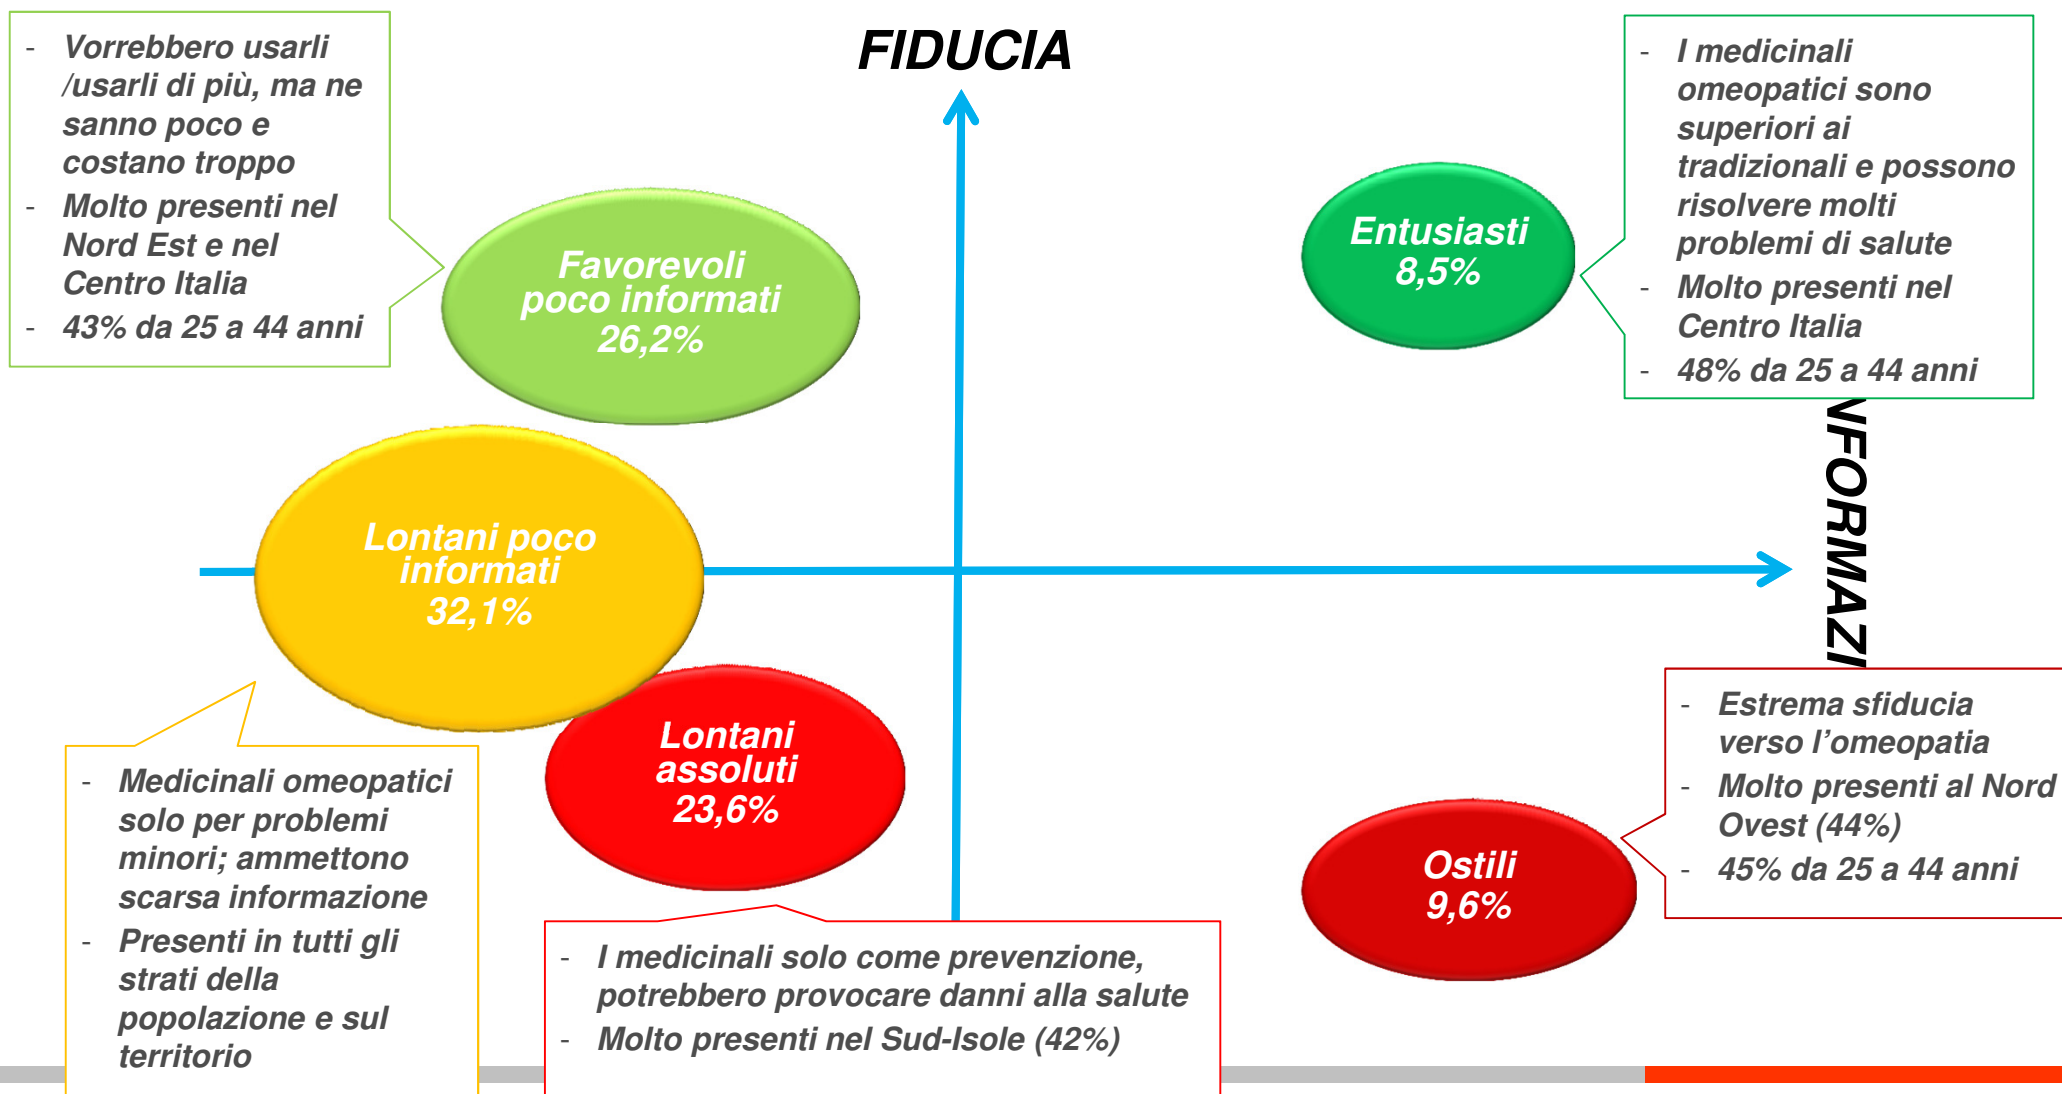 - Vorrebbero usarli
/usarli di più, ma ne
sanno poco e
costano troppo
- Molto presenti nel
Nord Est e nel
Centro Italia
- 43% da 25 a 44 anni
FIDUCIA
- I medicinali
omeopatici sono
superiori ai
tradizionali e possono
risolvere molti
problemi di salute
- Molto presenti nel
Centro Italia
- 48% da 25 a 44 anni
Favorevoli
poco informati
26,2%
Entusiasti
8,5%
NFORMAZI
Lontani poco
informati
32,1%
Lontani
assoluti
23,6%
Ostili
9,6%
- Estrema sfiducia
verso l’omeopatia
- Molto presenti al Nord
Ovest (44%)
- 45% da 25 a 44 anni
- Medicinali omeopatici
solo per problemi
minori; ammettono
scarsa informazione
- Presenti in tutti gli
strati della
popolazione e sul
territorio
- I medicinali solo come prevenzione,
potrebbero provocare danni alla salute
- Molto presenti nel Sud-Isole (42%)